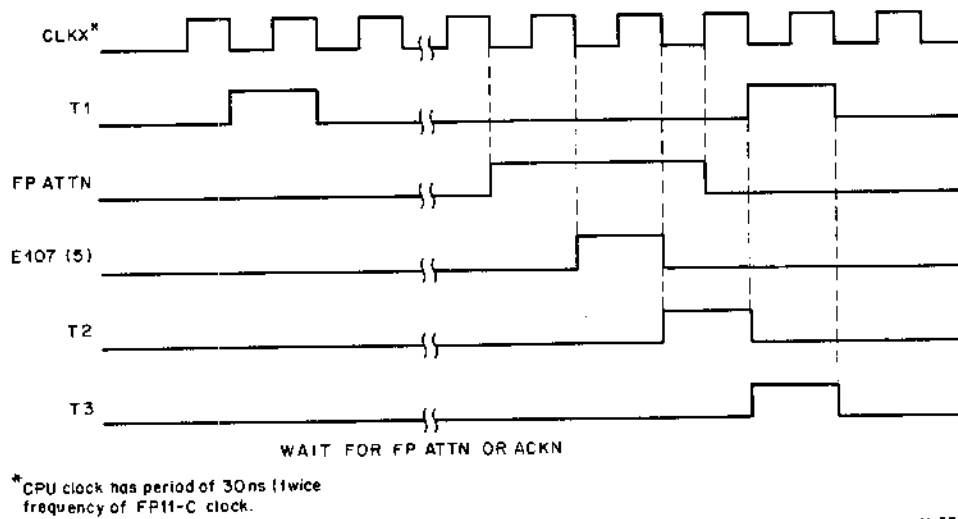 CLKX*
T1
FP ATTN
E107 (5)
T2
T3
WAIT FOR FP ATTN OR ACKN
*CPU clock has period of 30ns (twice
frequency of FP11-C clock.